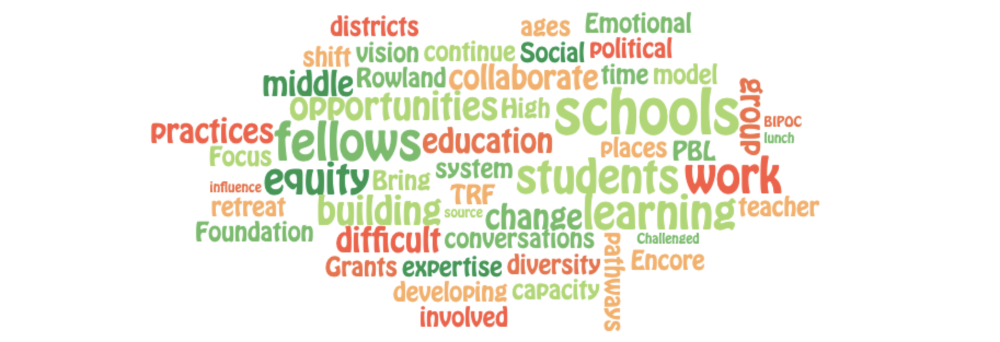 districts ages Emotional
shift vision continue Social political
middle Rowland collaborate time model
opportunities High schools group BIPOC
practices fellows education places PBL lunch
Focus system students work
influence equity Bring TRF
retreat building source change learning teacher
Foundation difficult conversations pathways Challenged
Grants expertise diversity Encore
developing capacity
involved